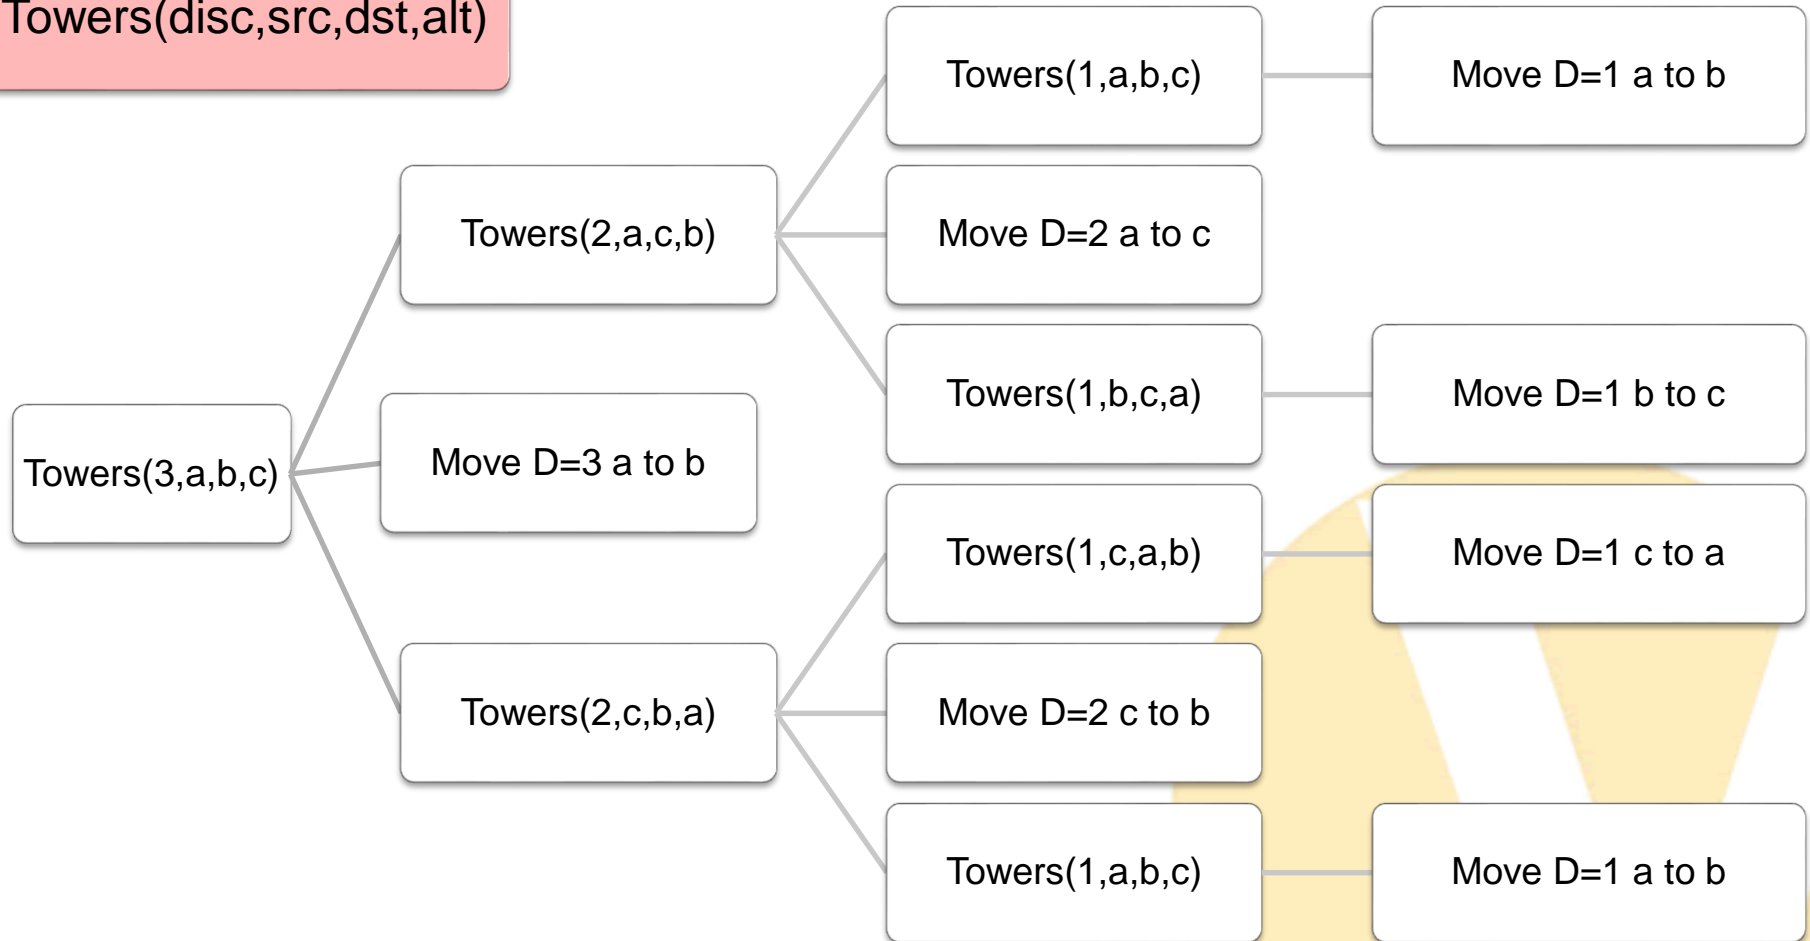 Towers(disc,src,dst,alt)
Towers(3,a,b,c)
Towers(2,a,c,b)
Towers(1,a,b,c)
Move D=1 a to b
Move D=2 a to c
Towers(1,b,c,a)
Move D=1 b to c
Move D=3 a to b
Towers(2,c,b,a)
Towers(1,c,a,b)
Move D=1 c to a
Move D=2 c to b
Towers(1,a,b,c)
Move D=1 a to b